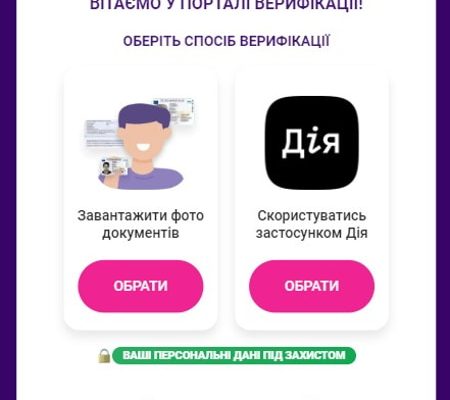 ВІТАЄМО У ПОРТАЛІ ВЕРИФІКАЦІЇ!
ОБЕРІТЬ СПОСІБ ВЕРИФІКАЦІЇ
Завантажити фото
документів
ОБРАТИ
Дія
Скористуватись
застосунком Дія
ОБРАТИ
ВАШІ ПЕРСОНАЛЬНІ ДАНІ ПІД ЗАХИСТОМ